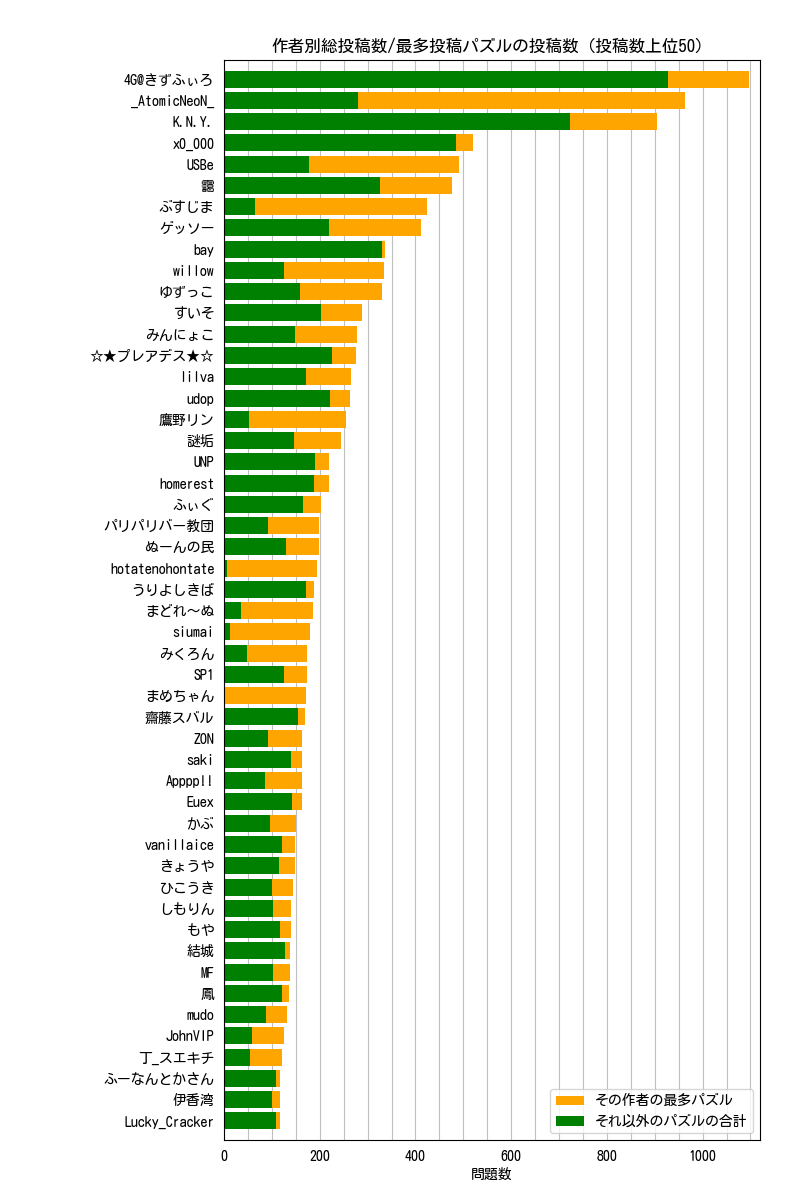 作者別総投稿数/最多投稿パズルの投稿数 (投稿数上位50)
4G@きずふぃろ
_AtomicNeoN_
K.N.Y.
x0_000
USBe
ぶすじま
ゲッソー
bay
willow
ゆずっこ
すいそ
みんにょこ
☆★プレアデス★☆
lilva
udop
鷹野リン
謎垢
UNP
homerest
ふぃぐ
パリパリバー教団
ぬーんの民
hotatenohontate
うりよしきば
まどれ～ぬ
siumai
みくろん
SP1
まめちゃん
齋藤スバル
ZON
saki
Appppll
Euex
かぶ
vanillaice
きょうや
ひこうき
しもりん
もや
結城
MF
鳳
mudo
JohnVIP
丁_スエキチ
ふーなんとかさん
伊香湾
Lucky_Cracker
その作者の最多パズル
それ以外のパズルの合計
0 200 400 600 800 1000
問題数